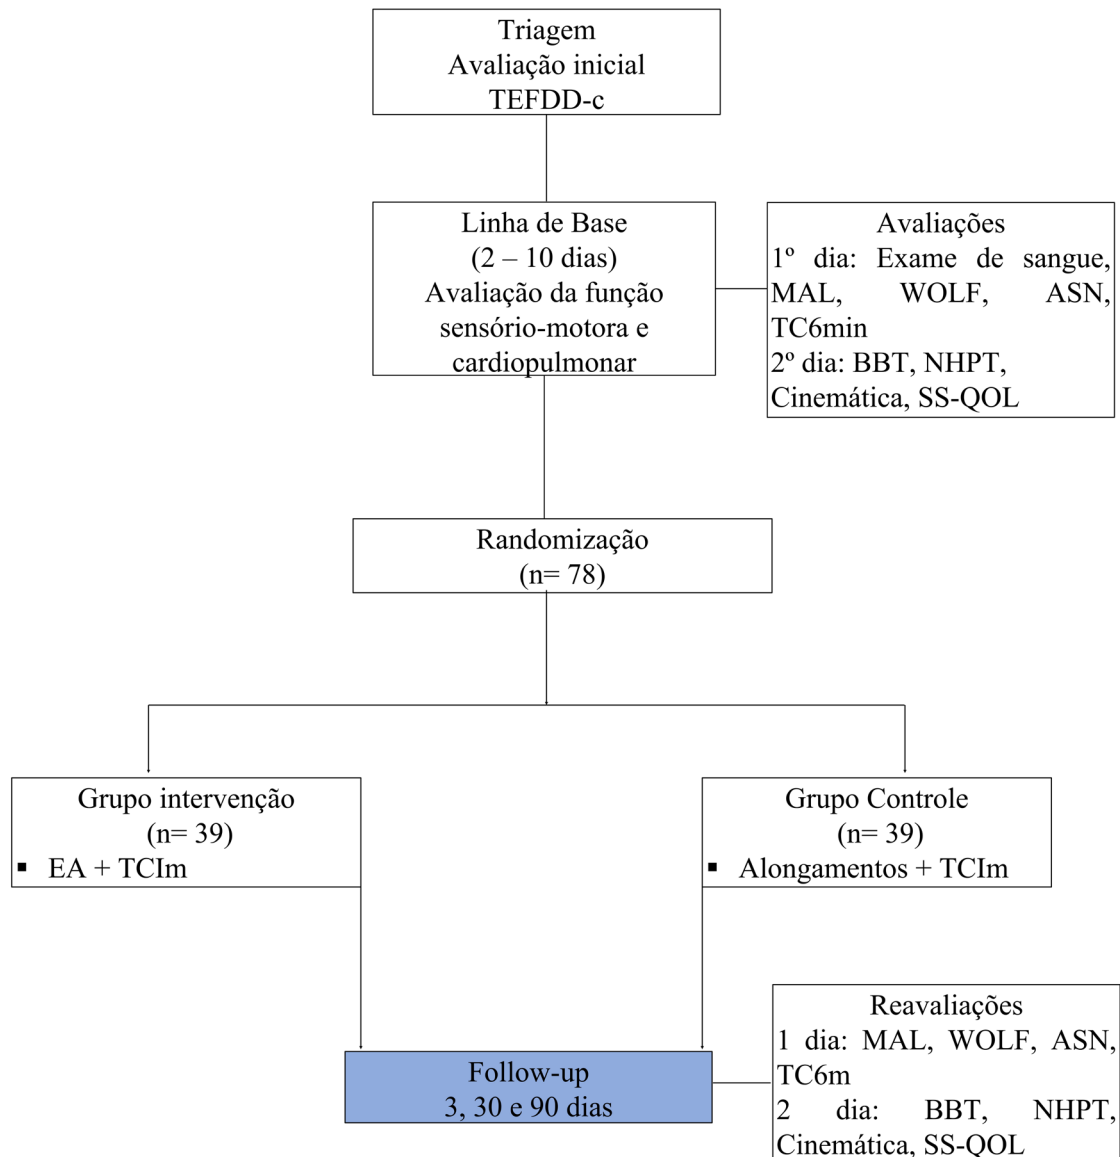 Triagem
Avaliação inicial
TEFDD-c
Linha de Base
(2 – 10 dias)
Avaliação da função
sensório-motora e
cardiopulmonar
Avaliações
1º dia: Exame de sangue,
MAL, WOLF, ASN,
TC6min
2º dia: BBT, NHPT,
Cinemática, SS-QOL
Randomização
(n= 78)
Grupo intervenção
(n= 39)
▪ EA + TCIm
Grupo Controle
(n= 39)
▪ Alongamentos + TCIm
Follow-up
3, 30 e 90 dias
Reavaliações
1 dia: MAL, WOLF, ASN,
TC6m
2 dia: BBT, NHPT,
Cinemática, SS-QOL